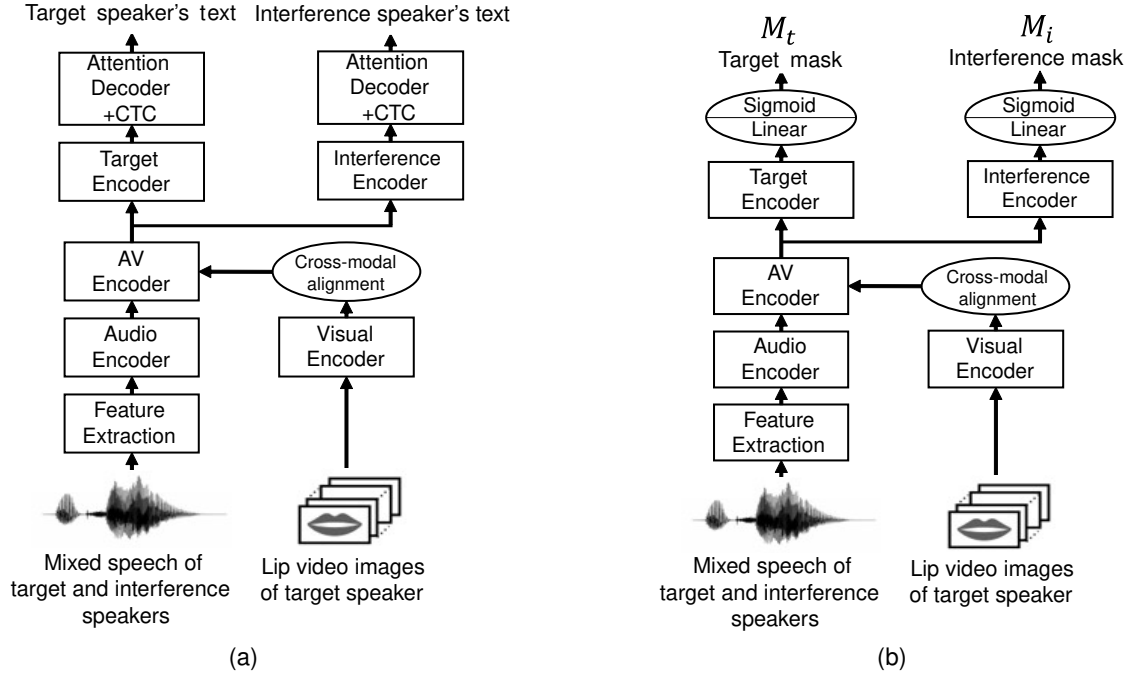 Target speaker's text
Interference speaker's text
Attention
Decoder
+CTC
Attention
Decoder
+CTC
Target
Encoder
Interference
Encoder
AV
Encoder
Cross-modal
alignment
Audio
Encoder
Visual
Encoder
Feature
Extraction
Mixed speech of
target and interference
speakers
Lip video images
of target speaker
(a)
M_t
Target mask
M_i
Interference mask
Sigmoid
Linear
Sigmoid
Linear
Target
Encoder
Interference
Encoder
AV
Encoder
Cross-modal
alignment
Audio
Encoder
Visual
Encoder
Feature
Extraction
Mixed speech of
target and interference
speakers
Lip video images
of target speaker
(b)